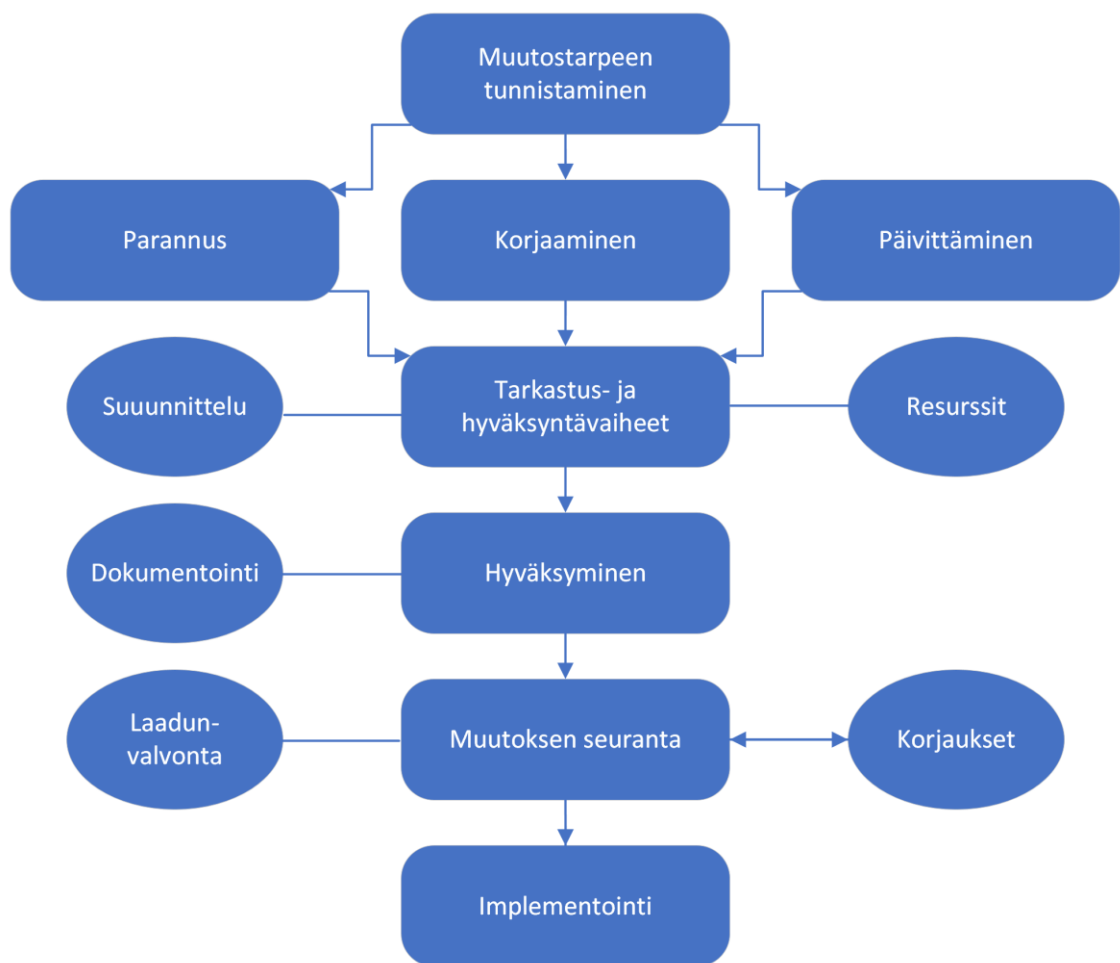 Muutostarpeen
tunnistaminen
Parannus
Korjaaminen
Päivittäminen
Suuunnittelu
Tarkastus- ja
hyväksyntävaiheet
Resurssit
Dokumentointi
Hyväksyminen
Laadun-
valvonta
Muutoksen seuranta
Korjaukset
Implementointi